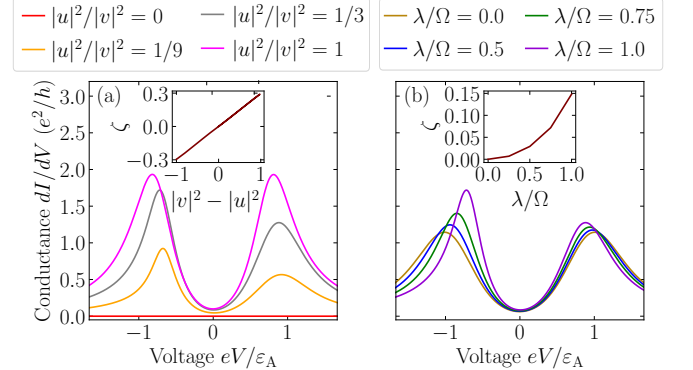 |u|²/|v|² = 0
|u|²/|v|² = 1/3
|u|²/|v|² = 1/9
|u|²/|v|² = 1
λ/Ω = 0.0
λ/Ω = 0.75
λ/Ω = 0.5
λ/Ω = 1.0
(a)
(b)
Conductance dI/dV (e²/h)
3.0
2.5
2.0
1.5
1.0
0.5
0.0
−1
0
1
Voltage eV/ε_A
ζ
0.3
0.0
−0.3
−1
0
1
|v|² − |u|²
−1
0
1
Voltage eV/ε_A
ζ
0.15
0.10
0.05
0.00
0.0
0.5
1.0
λ/Ω